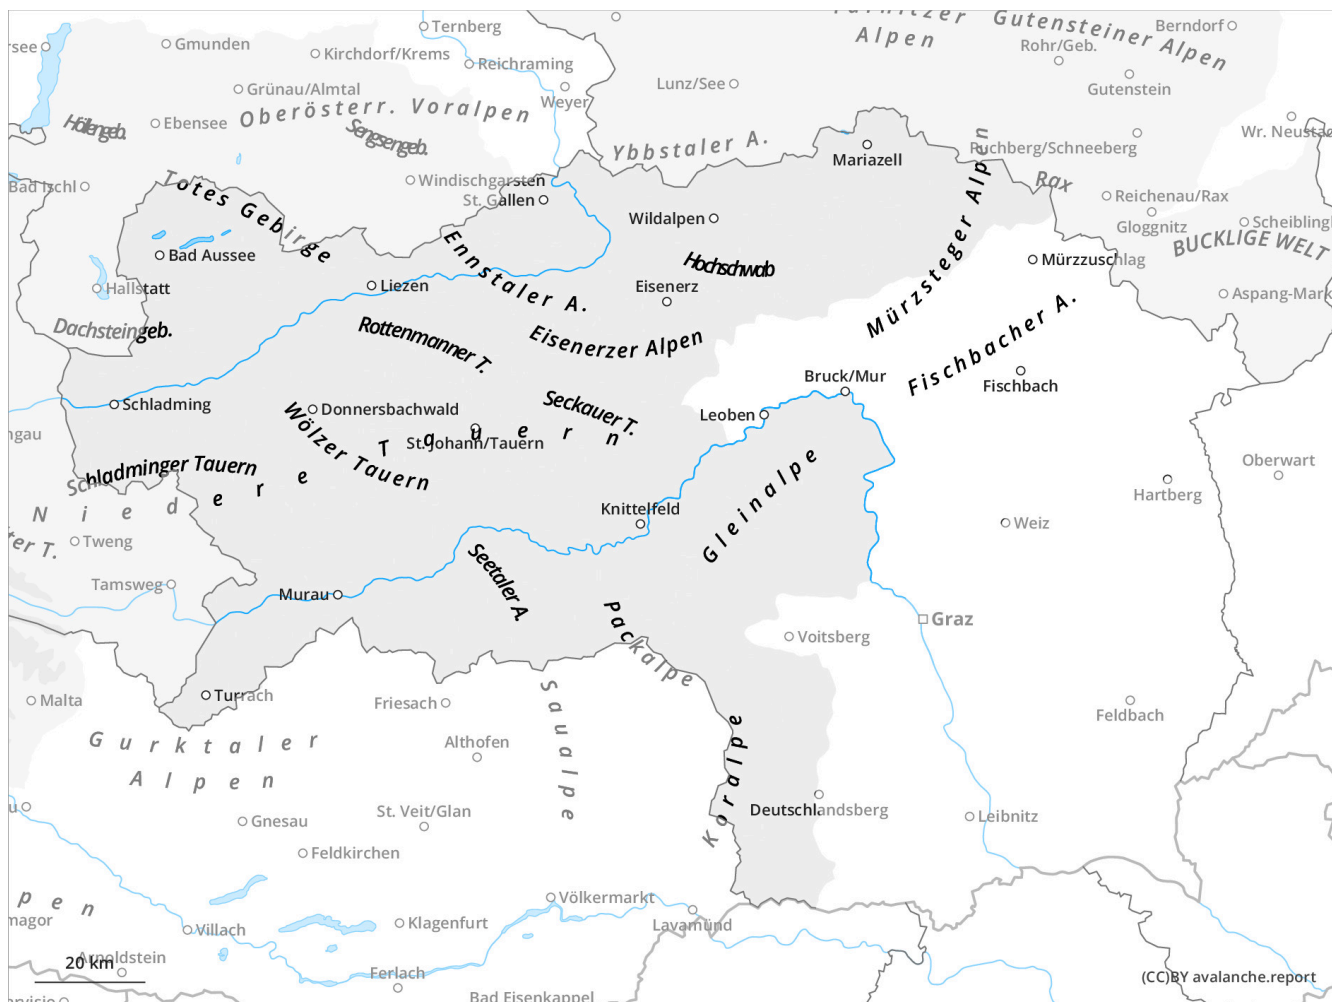 Ternberg
Gutensteiner Alpen
Alpen
Berndorf
Gmunden
Kirchdorf/Krems
Reichraming
Rohr/Geb.
Grünau/Almtal
Weyer
Lunz/See
Gutenstein
Oberösterr. Voralpen
Höllengeb.
Ebensee
Sengsengeb.
Ybbstaler A.
Mariazell
Puchberg/Schneeberg
Bad Ischl
Windischgarsten
St. Gallen
Rax
Reichenau/Rax
Gloggnitz
Totes Gebirge
Wildalpen
BUCKLIGE WELT
Bad Aussee
Ennstaler A.
Hochschwab
Mürzsteger Alpen
Mürzzuschlag
Hallstatt
Liezen
Eisenerz
Dachsteingeb.
Rottenmanner T.
Eisenerzer Alpen
Fischbacher A.
Schladming
Donnersbachwald
Seckauer T.
Bruck/Mur
Fischbach
Leoben
Wölzer Tauern
St. Johann/Tauern
Schladminger Tauern
Niedere Tauern
Gleinalpe
Oberwart
Hartberg
Knittelfeld
Weiz
Tweng
Tamsweg
Seetaler A.
Murau
Packalpe
Graz
Voitsberg
Malta
Turrach
Friesach
Saualpe
Feldbach
Gurktaler
Alpen
Althofen
Koralpe
Gnesau
St. Veit/Glan
Deutschlandsberg
Leibnitz
Feldkirchen
Völkermarkt
Klagenfurt
Lavamünd
Villach
Arnoldstein
20 km
Ferlach
Bad Eisenkappel
(CC)BY avalanche.report